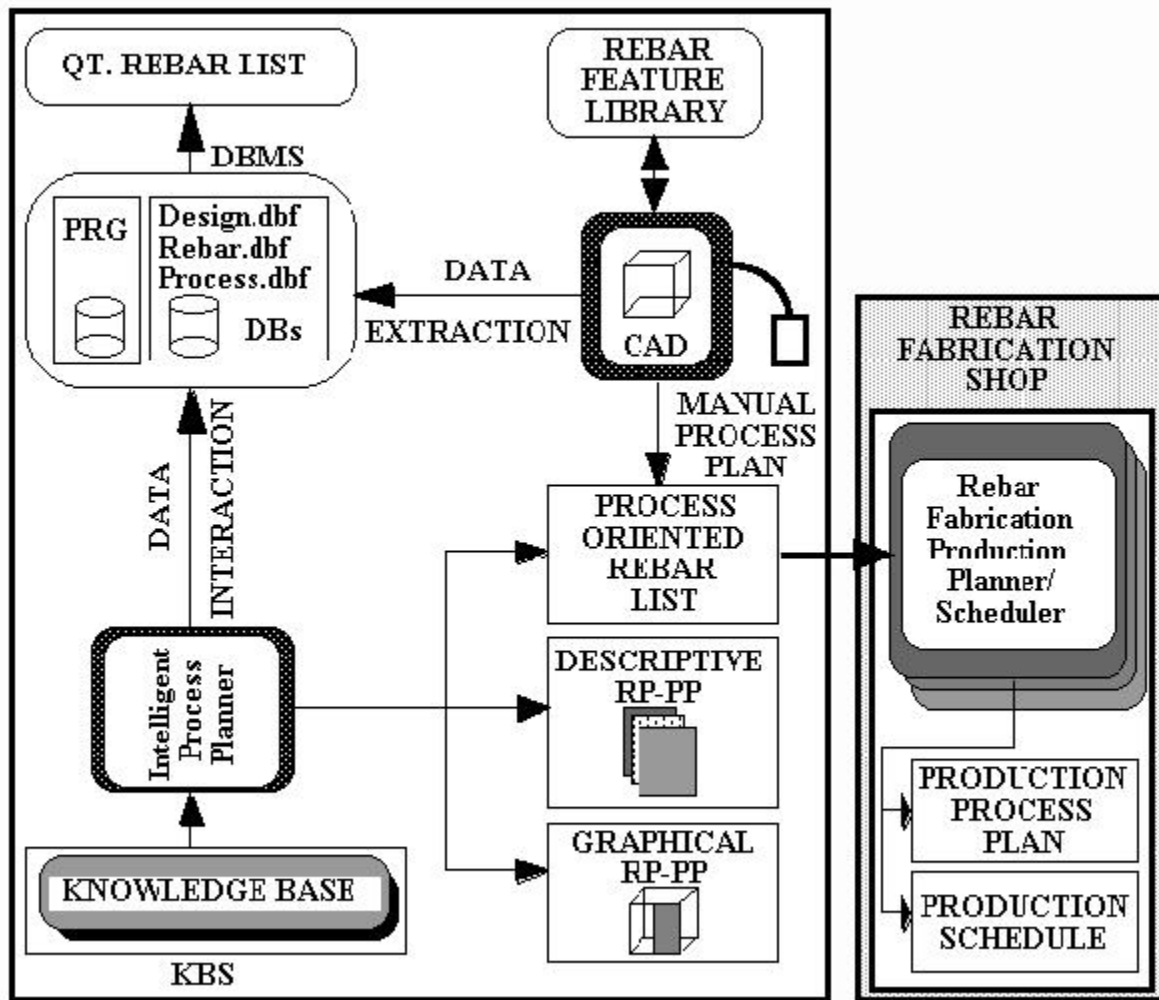 QT. REBAR LIST
REBAR
FEATURE
LIBRARY
DBMS
PRG
Design.dbf
Rebar.dbf
Process.dbf
DBs
DATA
EXTRACTION
CAD
MANUAL
PROCESS
PLAN
DATA
INTERACTION
PROCESS
ORIENTED
REBAR
LIST
Intelligent
Process
Planner
DESCRIPTIVE
RP-PP
GRAPHICAL
RP-PP
KNOWLEDGE BASE
KBS
REBAR
FABRICATION
SHOP
Rebar
Fabrication
Production
Planner/
Scheduler
PRODUCTION
PROCESS
PLAN
PRODUCTION
SCHEDULE